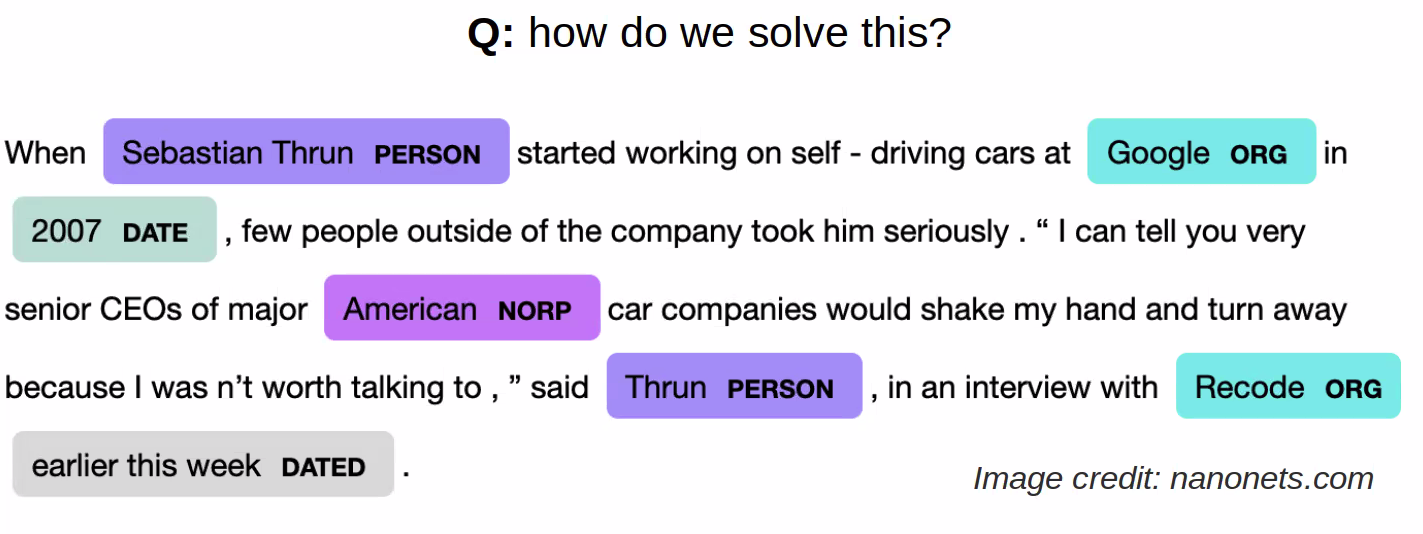 Q: how do we solve this?
When Sebastian Thrun PERSON started working on self - driving cars at Google ORG in
2007 DATE , few people outside of the company took him seriously . “ I can tell you very
senior CEOs of major American NORP car companies would shake my hand and turn away
because I was n’t worth talking to , ” said Thrun PERSON , in an interview with Recode ORG
earlier this week DATED .
Image credit: nanonets.com